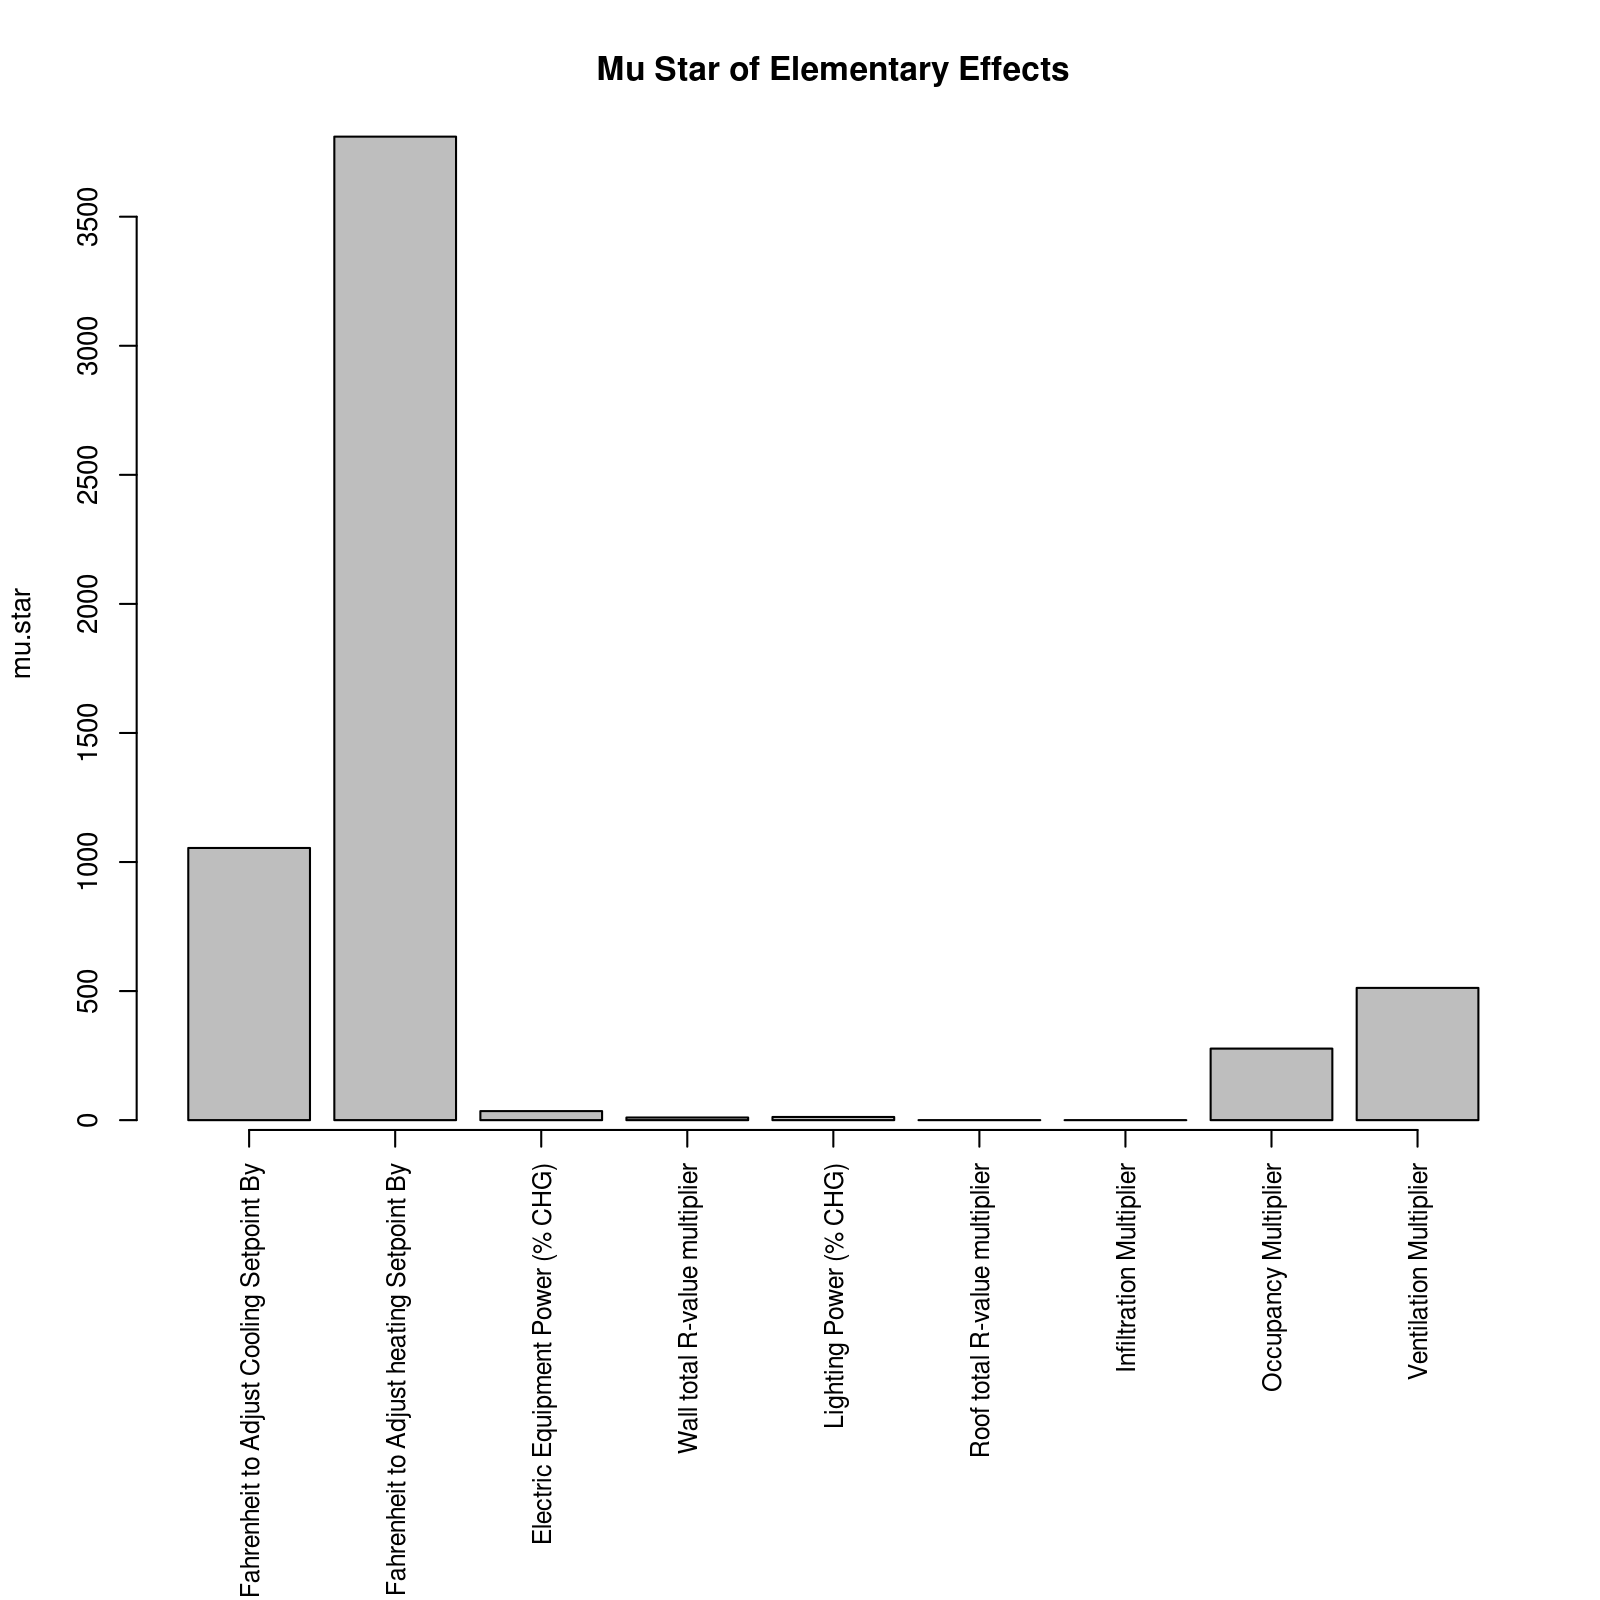 Mu Star of Elementary Effects
mu.star
3500
3000
2500
2000
1500
1000
500
0
Fahrenheit to Adjust Cooling Setpoint By
Fahrenheit to Adjust heating Setpoint By
Electric Equipment Power (% CHG)
Wall total R-value multiplier
Lighting Power (% CHG)
Roof total R-value multiplier
Infiltration Multiplier
Occupancy Multiplier
Ventilation Multiplier